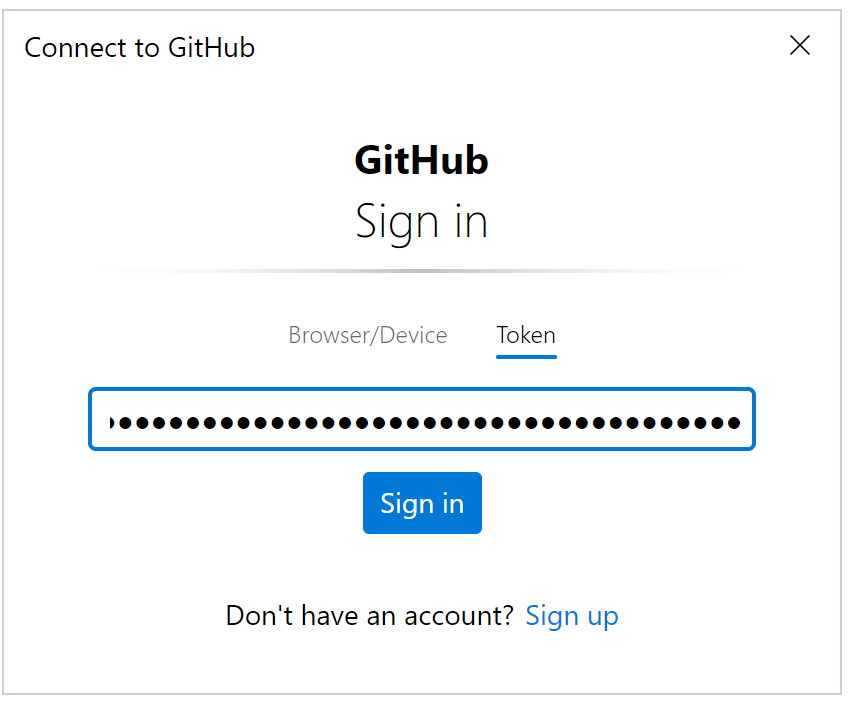 Connect to GitHub
GitHub
Sign in
Browser/Device Token
Sign in
Don't have an account? Sign up